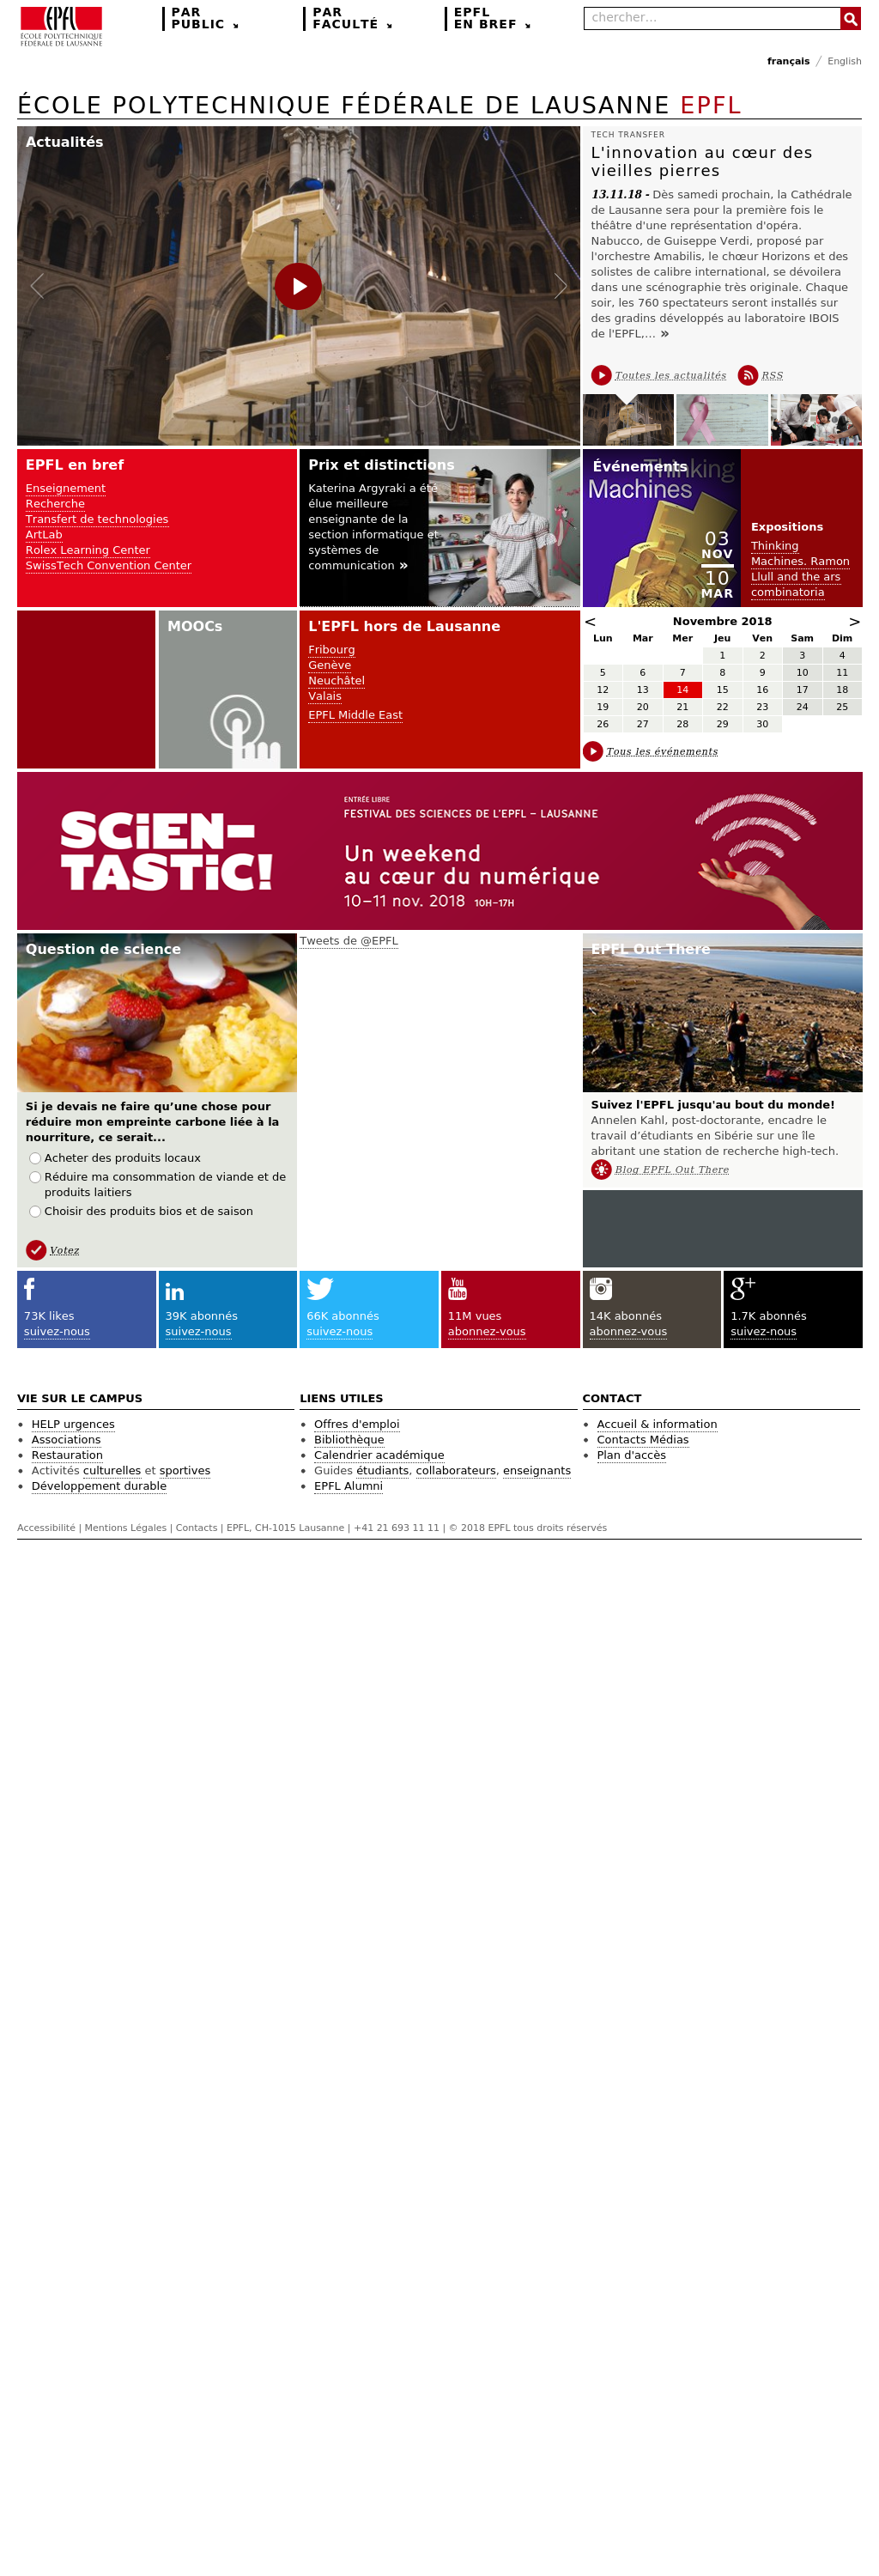 EPFL
ÉCOLE POLYTECHNIQUE
FÉDÉRALE DE LAUSANNE
PAR
PUBLIC
PAR
FACULTÉ
EPFL
EN BREF
chercher...
français / English
ÉCOLE POLYTECHNIQUE FÉDÉRALE DE LAUSANNE EPFL
Actualités
TECH TRANSFER
L'innovation au cœur des
vieilles pierres
13.11.18 - Dès samedi prochain, la Cathédrale
de Lausanne sera pour la première fois le
théâtre d'une représentation d'opéra.
Nabucco, de Guiseppe Verdi, proposé par
l'orchestre Amabilis, le chœur Horizons et des
solistes de calibre international, se dévoilera
dans une scénographie très originale. Chaque
soir, les 760 spectateurs seront installés sur
des gradins développés au laboratoire IBOIS
de l'EPFL,... »
Toutes les actualités RSS
EPFL en bref
Enseignement
Recherche
Transfert de technologies
ArtLab
Rolex Learning Center
SwissTech Convention Center
Prix et distinctions
Katerina Argyraki a été
élue meilleure
enseignante de la
section informatique et
systèmes de
communication »
Événements
Thinking
Machines
03
NOV
10
MAR
Expositions
Thinking
Machines. Ramon
Llull and the ars
combinatoria
MOOCs
L'EPFL hors de Lausanne
Fribourg
Genève
Neuchâtel
Valais
EPFL Middle East
< Novembre 2018 >
Lun Mar Mer Jeu Ven Sam Dim
1 2 3 4
5 6 7 8 9 10 11
12 13 14 15 16 17 18
19 20 21 22 23 24 25
26 27 28 29 30
Tous les événements
SCIEN-
TASTIC!
ENTRÉE LIBRE
FESTIVAL DES SCIENCES DE L'EPFL – LAUSANNE
Un weekend
au cœur du numérique
10–11 nov. 2018 10H–17H
Question de science
Si je devais ne faire qu’une chose pour
réduire mon empreinte carbone liée à la
nourriture, ce serait...
Acheter des produits locaux
Réduire ma consommation de viande et de
produits laitiers
Choisir des produits bios et de saison
Votez
Tweets de @EPFL
EPFL Out There
Suivez l'EPFL jusqu'au bout du monde!
Annelen Kahl, post-doctorante, encadre le
travail d’étudiants en Sibérie sur une île
abritant une station de recherche high-tech.
Blog EPFL Out There
f
73K likes
suivez-nous
in
39K abonnés
suivez-nous
66K abonnés
suivez-nous
You
Tube
11M vues
abonnez-vous
14K abonnés
abonnez-vous
g+
1.7K abonnés
suivez-nous
VIE SUR LE CAMPUS
HELP urgences
Associations
Restauration
Activités culturelles et sportives
Développement durable
LIENS UTILES
Offres d'emploi
Bibliothèque
Calendrier académique
Guides étudiants, collaborateurs, enseignants
EPFL Alumni
CONTACT
Accueil & information
Contacts Médias
Plan d'accès
Accessibilité | Mentions Légales | Contacts | EPFL, CH-1015 Lausanne | +41 21 693 11 11 | © 2018 EPFL tous droits réservés